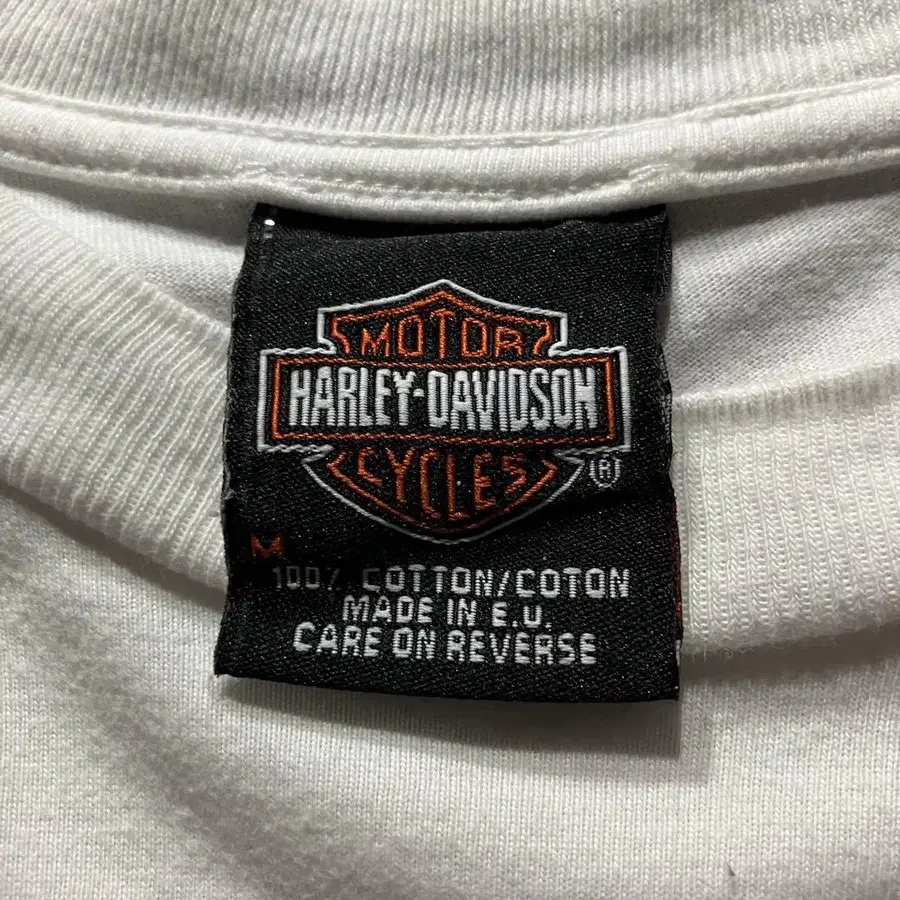 MOTOR
HARLEY-DAVIDSON
CYCLES
®
M
100% COTTON/COTON
MADE IN E.U.
CARE ON REVERSE